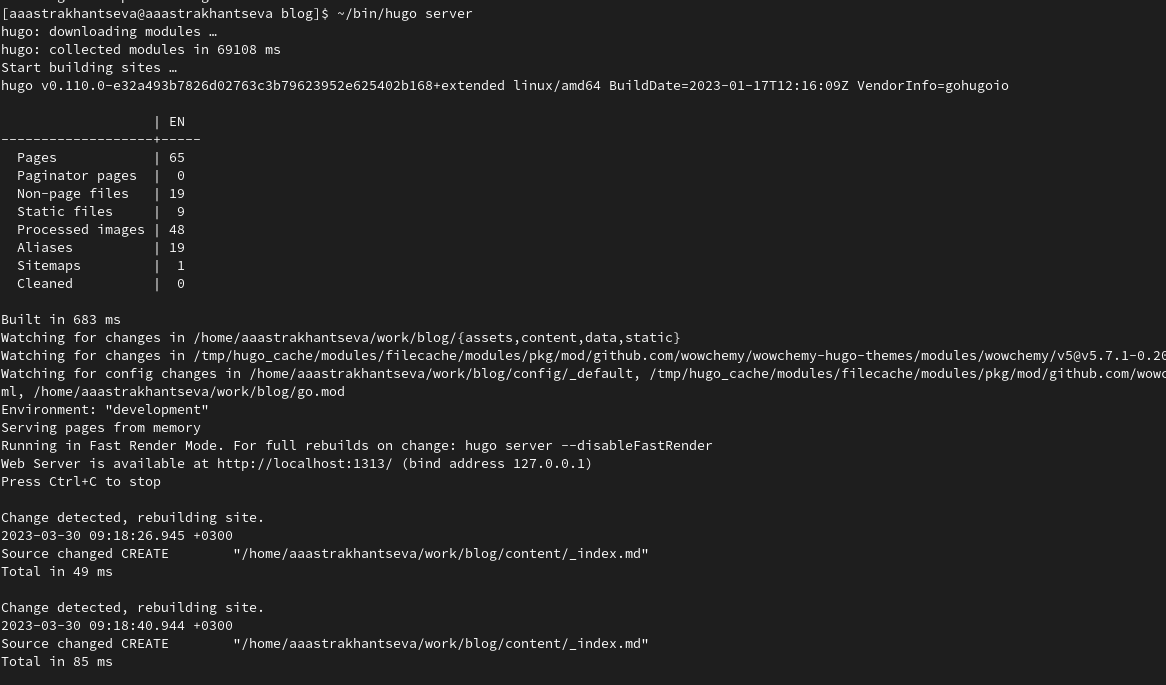 [aaastrakhantseva@aaastrakhantseva blog]$ ~/bin/hugo server
hugo: downloading modules …
hugo: collected modules in 69108 ms
Start building sites …
hugo v0.110.0-e32a493b7826d02763c3b79623952e625402b168+extended linux/amd64 BuildDate=2023-01-17T12:16:09Z VendorInfo=gohugoio

                   | EN
-------------------+-----
  Pages            | 65
  Paginator pages  |  0
  Non-page files   | 19
  Static files     |  9
  Processed images | 48
  Aliases          | 19
  Sitemaps         |  1
  Cleaned          |  0

Built in 683 ms
Watching for changes in /home/aaastrakhantseva/work/blog/{assets,content,data,static}
Watching for changes in /tmp/hugo_cache/modules/filecache/modules/pkg/mod/github.com/wowchemy/wowchemy-hugo-themes/modules/wowchemy/v5@v5.7.1-0.20
Watching for config changes in /home/aaastrakhantseva/work/blog/config/_default, /tmp/hugo_cache/modules/filecache/modules/pkg/mod/github.com/wowc
ml, /home/aaastrakhantseva/work/blog/go.mod
Environment: "development"
Serving pages from memory
Running in Fast Render Mode. For full rebuilds on change: hugo server --disableFastRender
Web Server is available at http://localhost:1313/ (bind address 127.0.0.1)
Press Ctrl+C to stop

Change detected, rebuilding site.
2023-03-30 09:18:26.945 +0300
Source changed CREATE        "/home/aaastrakhantseva/work/blog/content/_index.md"
Total in 49 ms

Change detected, rebuilding site.
2023-03-30 09:18:40.944 +0300
Source changed CREATE        "/home/aaastrakhantseva/work/blog/content/_index.md"
Total in 85 ms